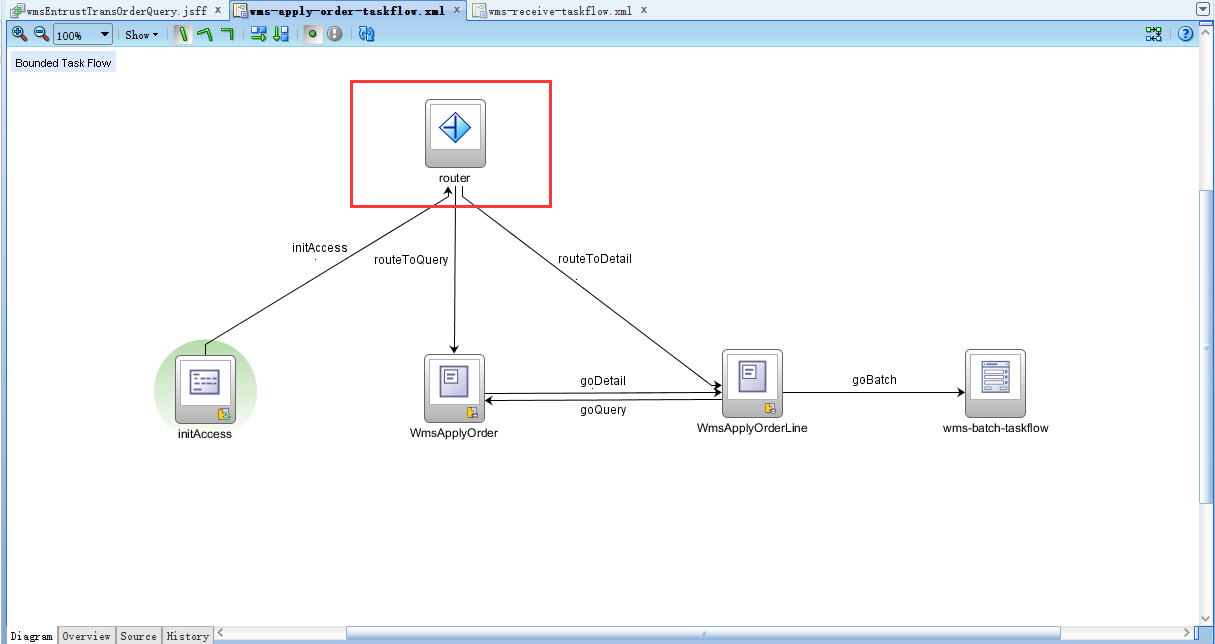 wmsEntrustTransOrderQuery.jsff x wms-apply-order-taskflow.xml x wms-receive-taskflow.xml x
100% Show
Bounded Task Flow
router
initAccess
routeToQuery
routeToDetail
goDetail
goBatch
goQuery
initAccess
WmsApplyOrder
WmsApplyOrderLine
wms-batch-taskflow
Diagram Overview Source History